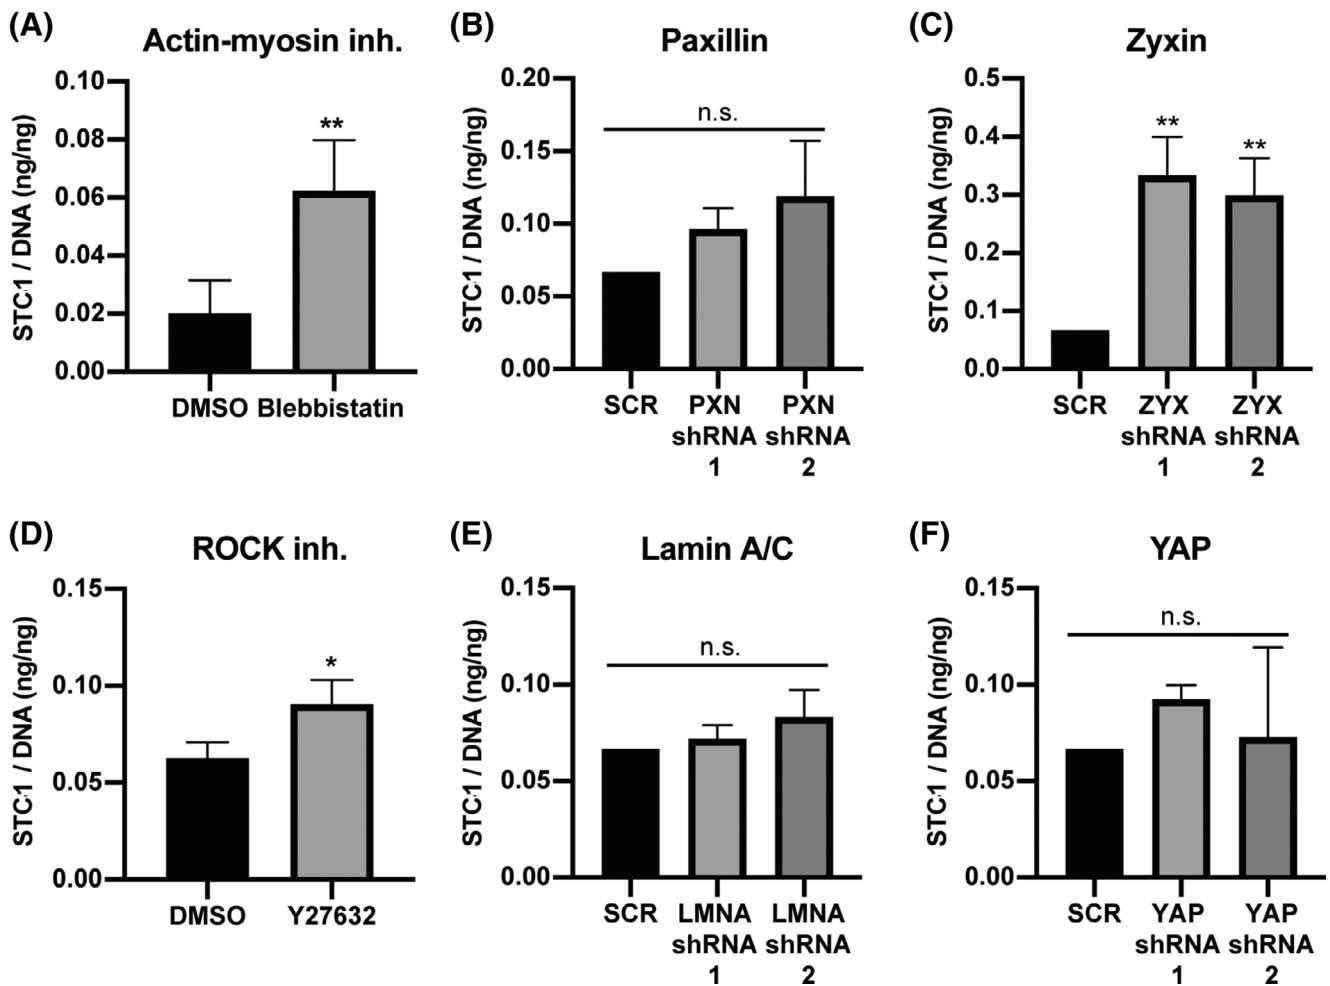 (A)
Actin-myosin inh.
STC1 / DNA (ng/ng)
0.10
0.08
0.06
0.04
0.02
0.00
**
DMSO Blebbistatin
(B)
Paxillin
STC1 / DNA (ng/ng)
0.20
0.15
0.10
0.05
0.00
n.s.
SCR PXN PXN
shRNA shRNA
1 2
(C)
Zyxin
STC1 / DNA (ng/ng)
0.5
0.4
0.3
0.2
0.1
0.0
** **
SCR ZYX ZYX
shRNA shRNA
1 2
(D)
ROCK inh.
STC1 / DNA (ng/ng)
0.15
0.10
0.05
0.00
*
DMSO Y27632
(E)
Lamin A/C
STC1 / DNA (ng/ng)
0.15
0.10
0.05
0.00
n.s.
SCR LMNA LMNA
shRNA shRNA
1 2
(F)
YAP
STC1 / DNA (ng/ng)
0.15
0.10
0.05
0.00
n.s.
SCR YAP YAP
shRNA shRNA
1 2